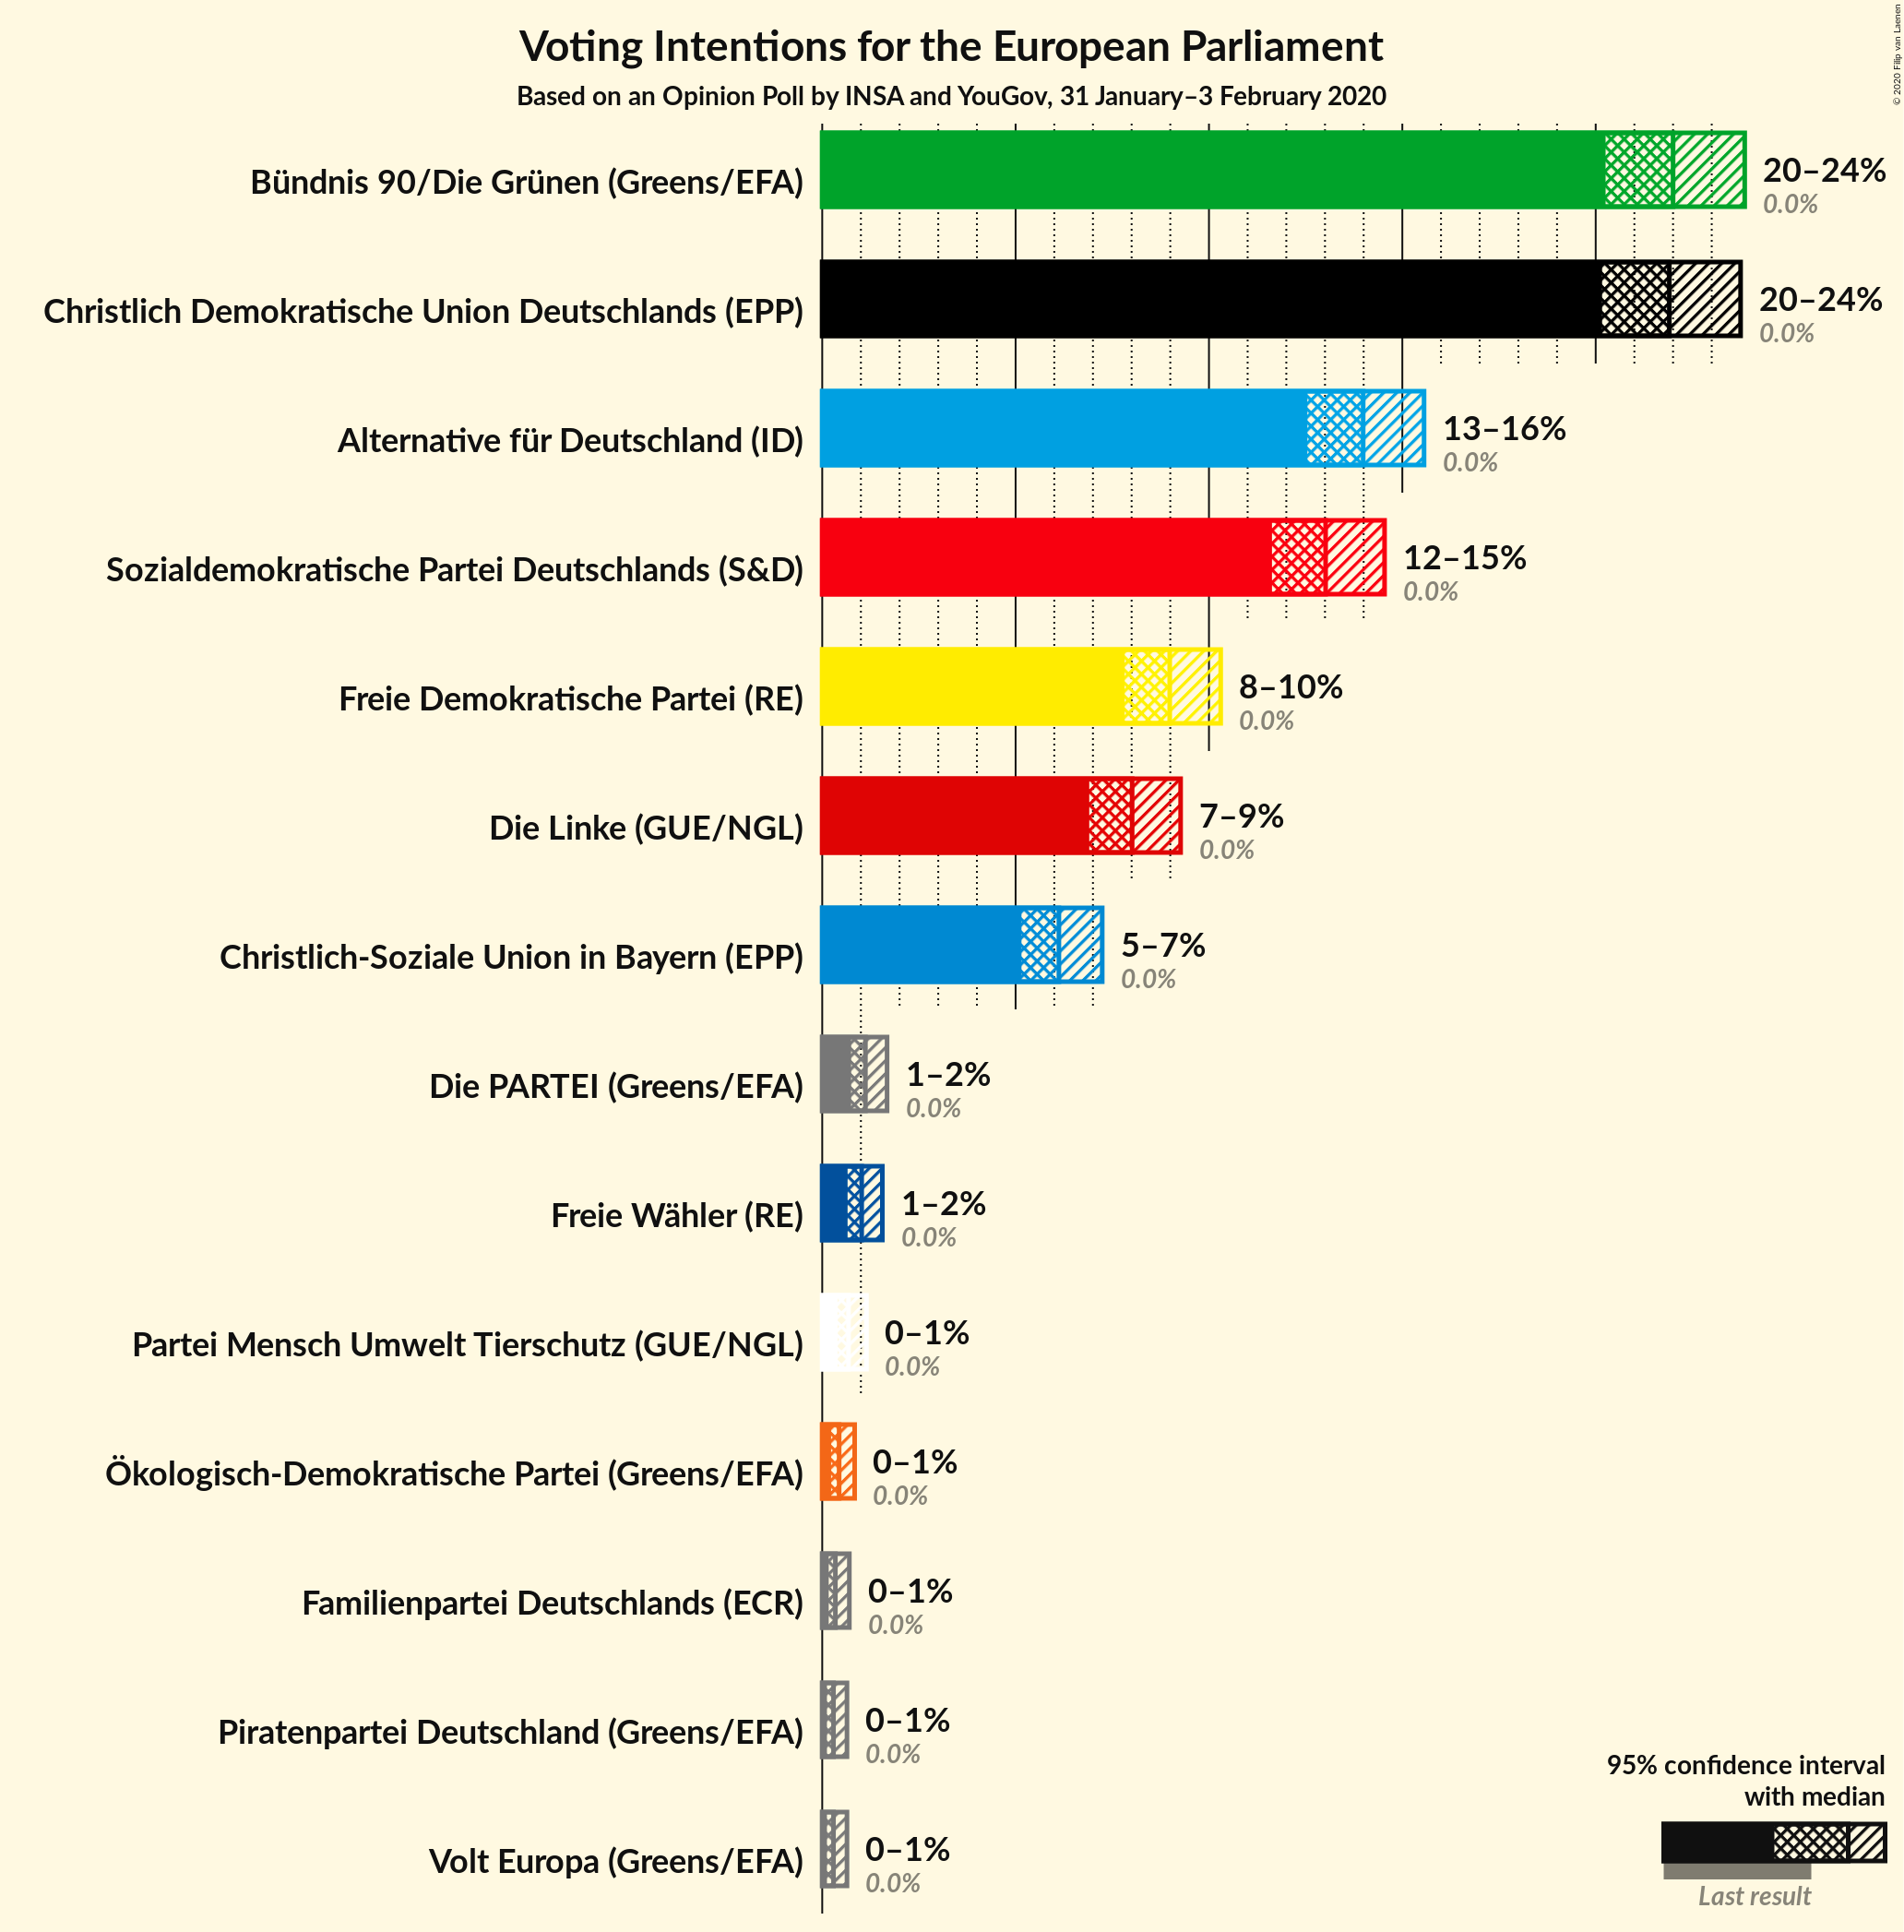 Voting Intentions for the European Parliament
Based on an Opinion Poll by INSA and YouGov, 31 January–3 February 2020
© 2020 Filip van Laenen
Bündnis 90/Die Grünen (Greens/EFA)
20–24%
0.0%
Christlich Demokratische Union Deutschlands (EPP)
20–24%
0.0%
Alternative für Deutschland (ID)
13–16%
0.0%
Sozialdemokratische Partei Deutschlands (S&D)
12–15%
0.0%
Freie Demokratische Partei (RE)
8–10%
0.0%
Die Linke (GUE/NGL)
7–9%
0.0%
Christlich-Soziale Union in Bayern (EPP)
5–7%
0.0%
Die PARTEI (Greens/EFA)
1–2%
0.0%
Freie Wähler (RE)
1–2%
0.0%
Partei Mensch Umwelt Tierschutz (GUE/NGL)
0–1%
0.0%
Ökologisch-Demokratische Partei (Greens/EFA)
0–1%
0.0%
Familienpartei Deutschlands (ECR)
0–1%
0.0%
Piratenpartei Deutschland (Greens/EFA)
0–1%
0.0%
Volt Europa (Greens/EFA)
0–1%
0.0%
95% confidence interval
with median
Last result